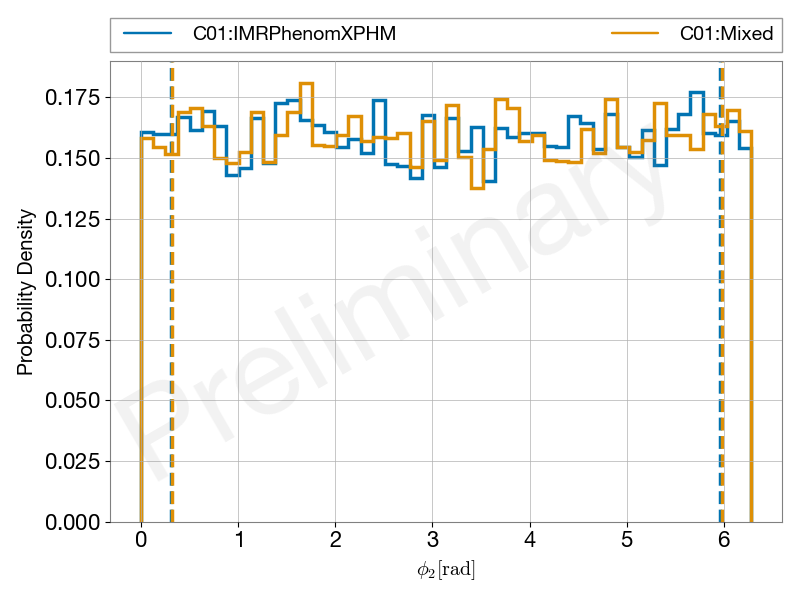 C01:IMRPhenomXPHM C01:Mixed
Probability Density
0.175
0.150
0.125
0.100
0.075
0.050
0.025
0.000
Preliminary
0 1 2 3 4 5 6
ϕ₂[rad]